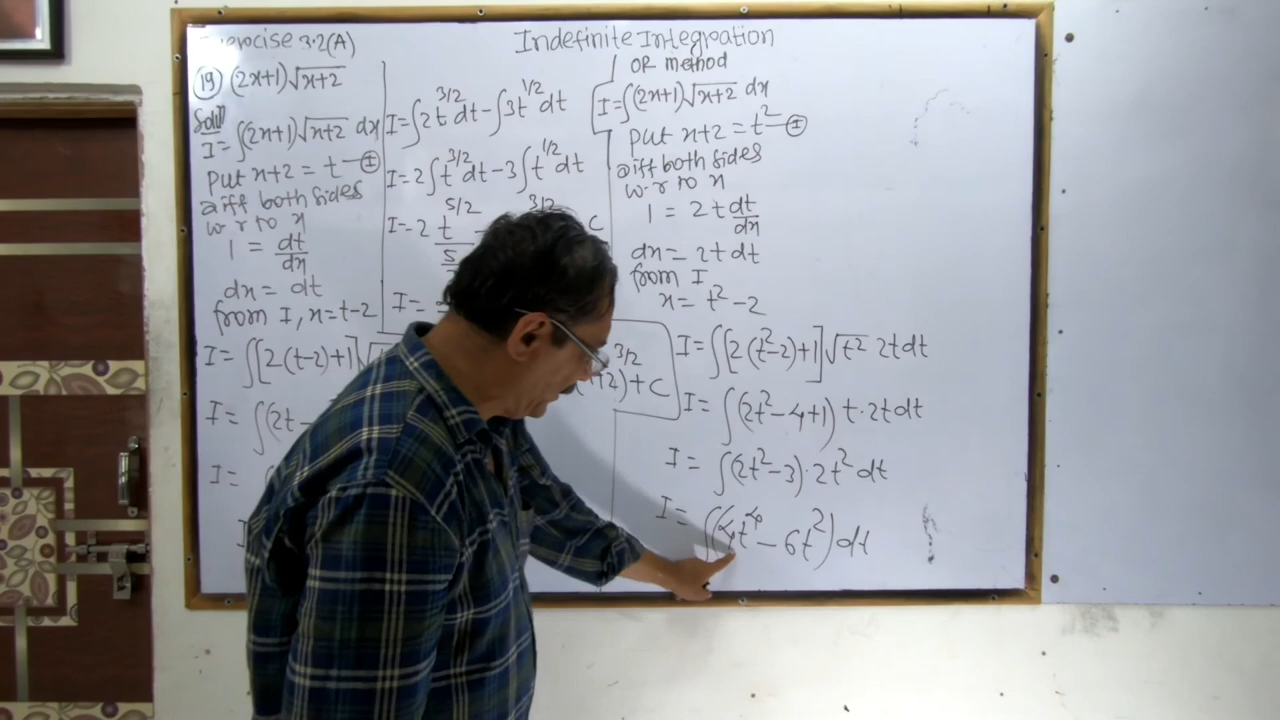 Exercise 3.2(A)
Indefinite Integration
19 (2x+1)√x+2
Soln
I = ∫(2x+1)√x+2 dx
Put x+2 = t —I
diff both sides
w r to x
1 = dt/dx
dx = dt
from I, x = t-2
I = ∫[2(t-2)+1]√
I = ∫(2t-
I =
I
I = ∫2t^3/2 dt - ∫3t^1/2 dt
I = 2∫t^3/2 dt - 3∫t^1/2 dt
I = 2 t^5/2 / 5 3/2 C
I =
+2)^3/2 + C
OR method
I = ∫(2x+1)√x+2 dx
Put x+2 = t² —I
diff both sides
w·r to x
1 = 2t dt/dx
dx = 2t dt
from I
x = t² - 2
I = ∫[2(t²-2)+1]√t² 2t dt
I = ∫(2t²-4+1) t·2t dt
I = ∫(2t²-3)·2t² dt
I = ∫(4t⁴ - 6t²) dt